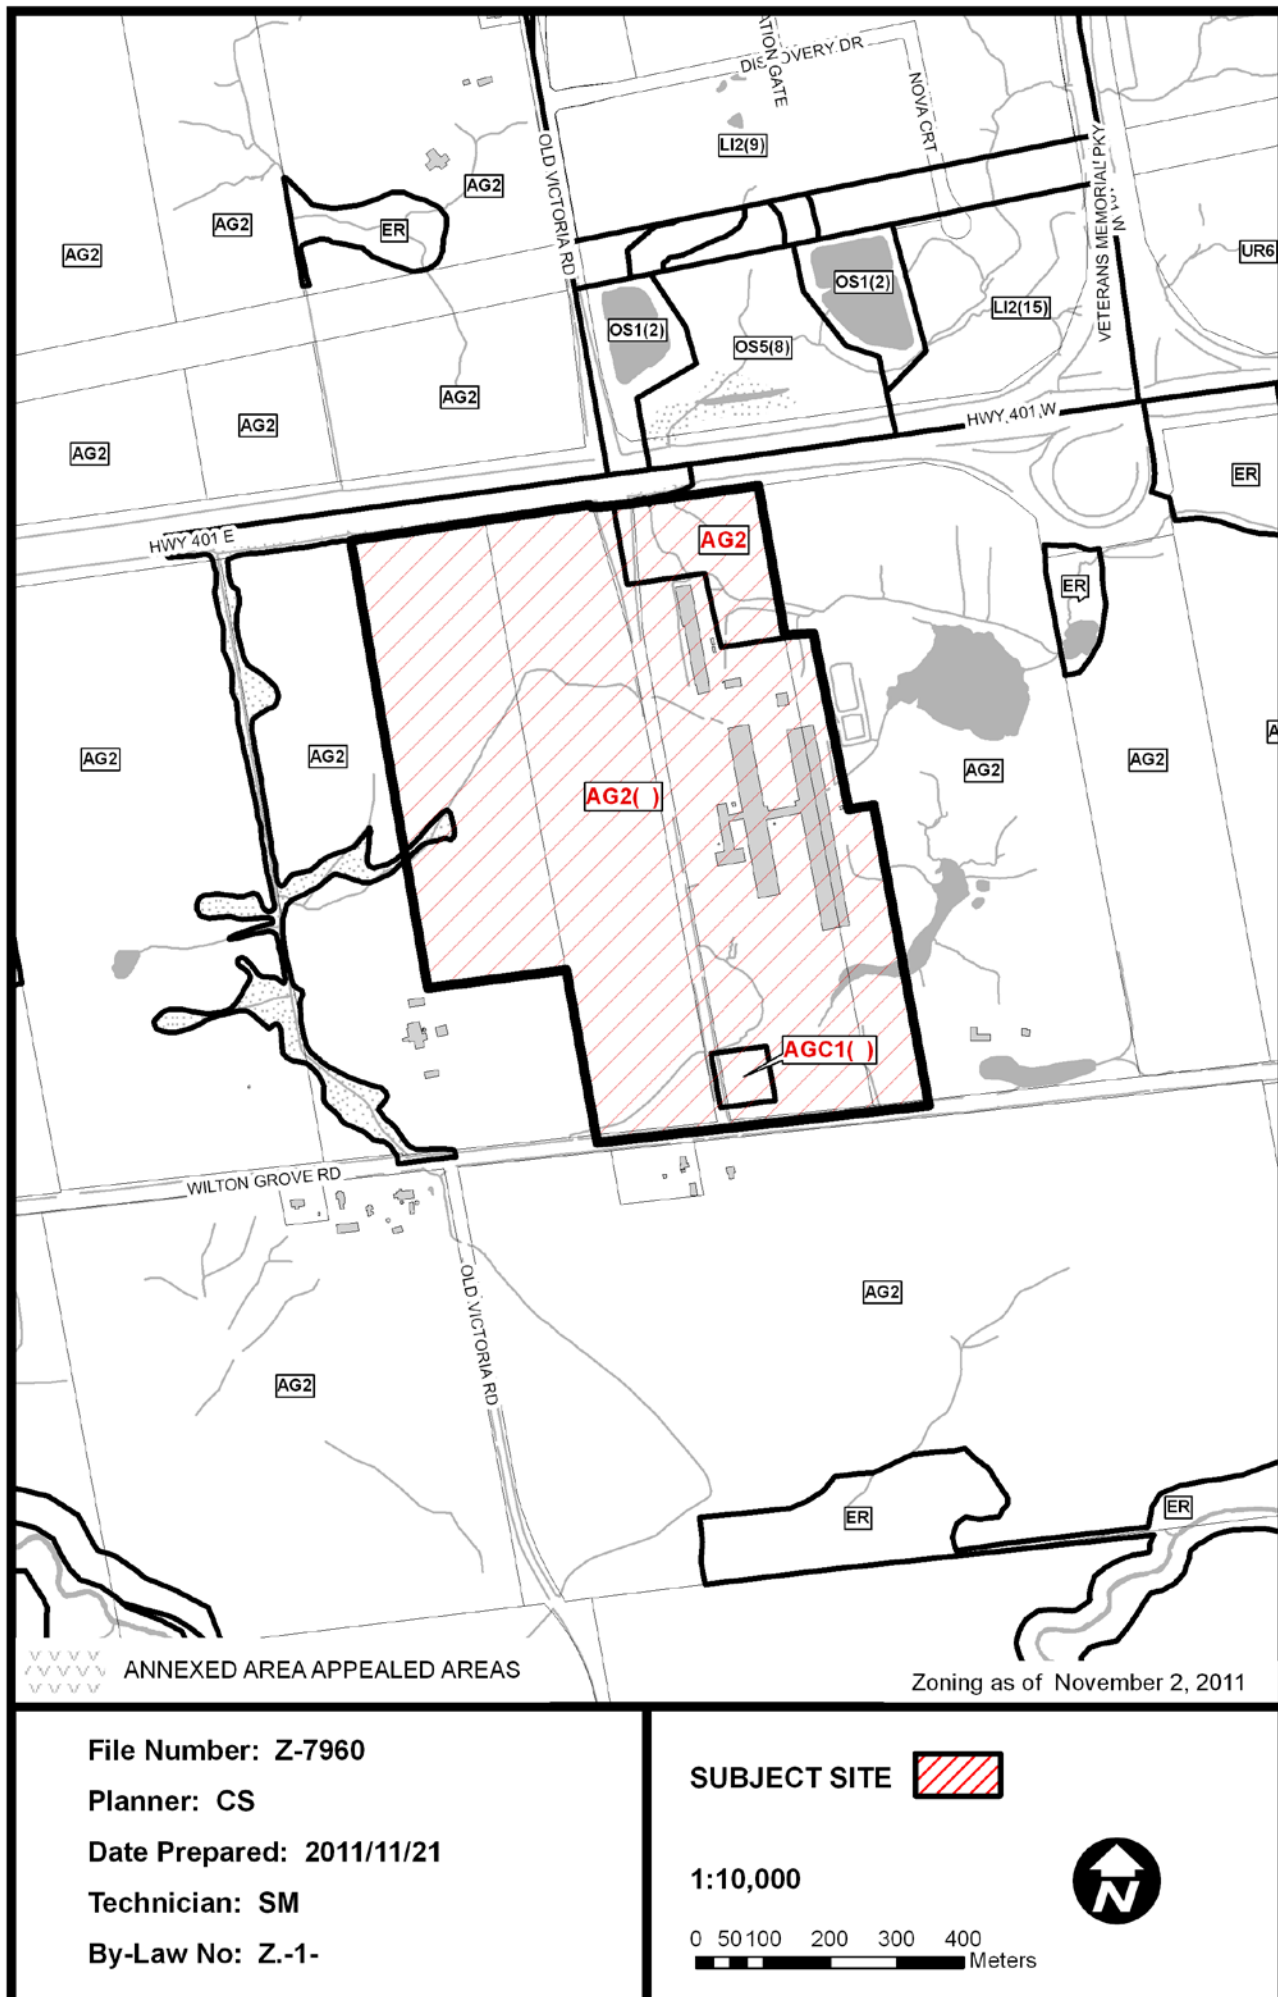 ATION GATE
DISCOVERY DR
NOVA CRT
OLD VICTORIA RD
LI2(9)
VETERANS MEMORIAL PKY
AG2
AG2
ER
AG2
UR6
OS1(2)
LI2(15)
OS1(2)
OS5(8)
AG2
AG2
AG2
HWY 401 W
ER
HWY 401 E
AG2
ER
AG2
AG2
AG2
AG2
A
AG2( )
AGC1( )
WILTON GROVE RD
OLD VICTORIA RD
AG2
AG2
ER
ER
ANNEXED AREA APPEALED AREAS
Zoning as of November 2, 2011
File Number: Z-7960
Planner: CS
Date Prepared: 2011/11/21
Technician: SM
By-Law No: Z.-1-
SUBJECT SITE
1:10,000
N
0 50 100 200 300 400
Meters